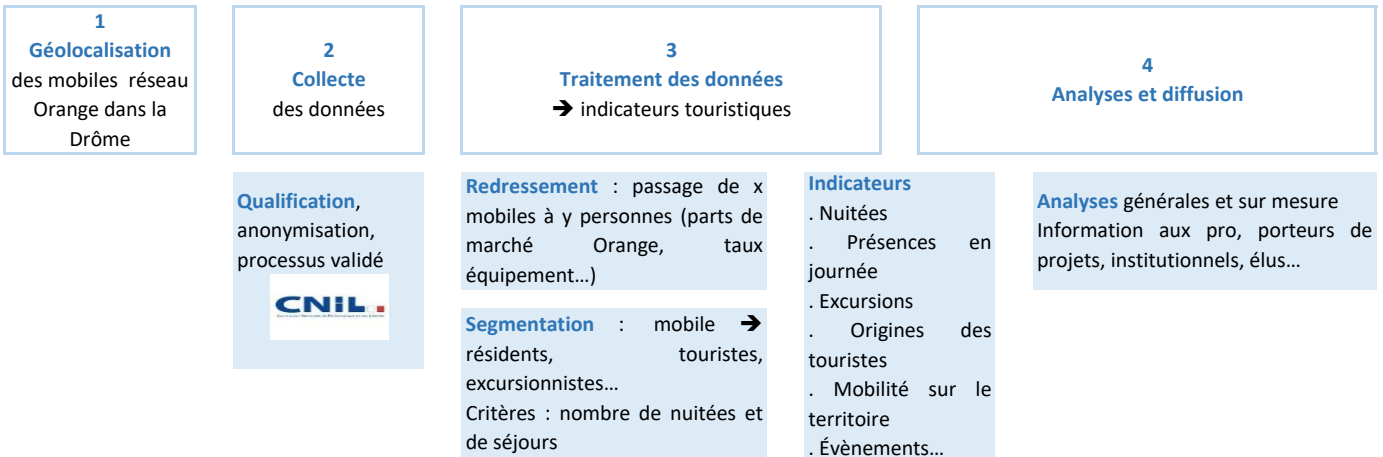 1
Géolocalisation
des mobiles réseau
Orange dans la
Drôme
2
Collecte
des données
3
Traitement des données
➔ indicateurs touristiques
4
Analyses et diffusion
Qualification,
anonymisation,
processus validé
CNIL
Redressement : passage de x
mobiles à y personnes (parts de
marché Orange, taux
équipement…)
Segmentation : mobile ➔
résidents, touristes,
excursionnistes…
Critères : nombre de nuitées et
de séjours
Indicateurs
. Nuitées
. Présences en
journée
. Excursions
. Origines des
touristes
. Mobilité sur le
territoire
. Évènements…
Analyses générales et sur mesure
Information aux pro, porteurs de
projets, institutionnels, élus…